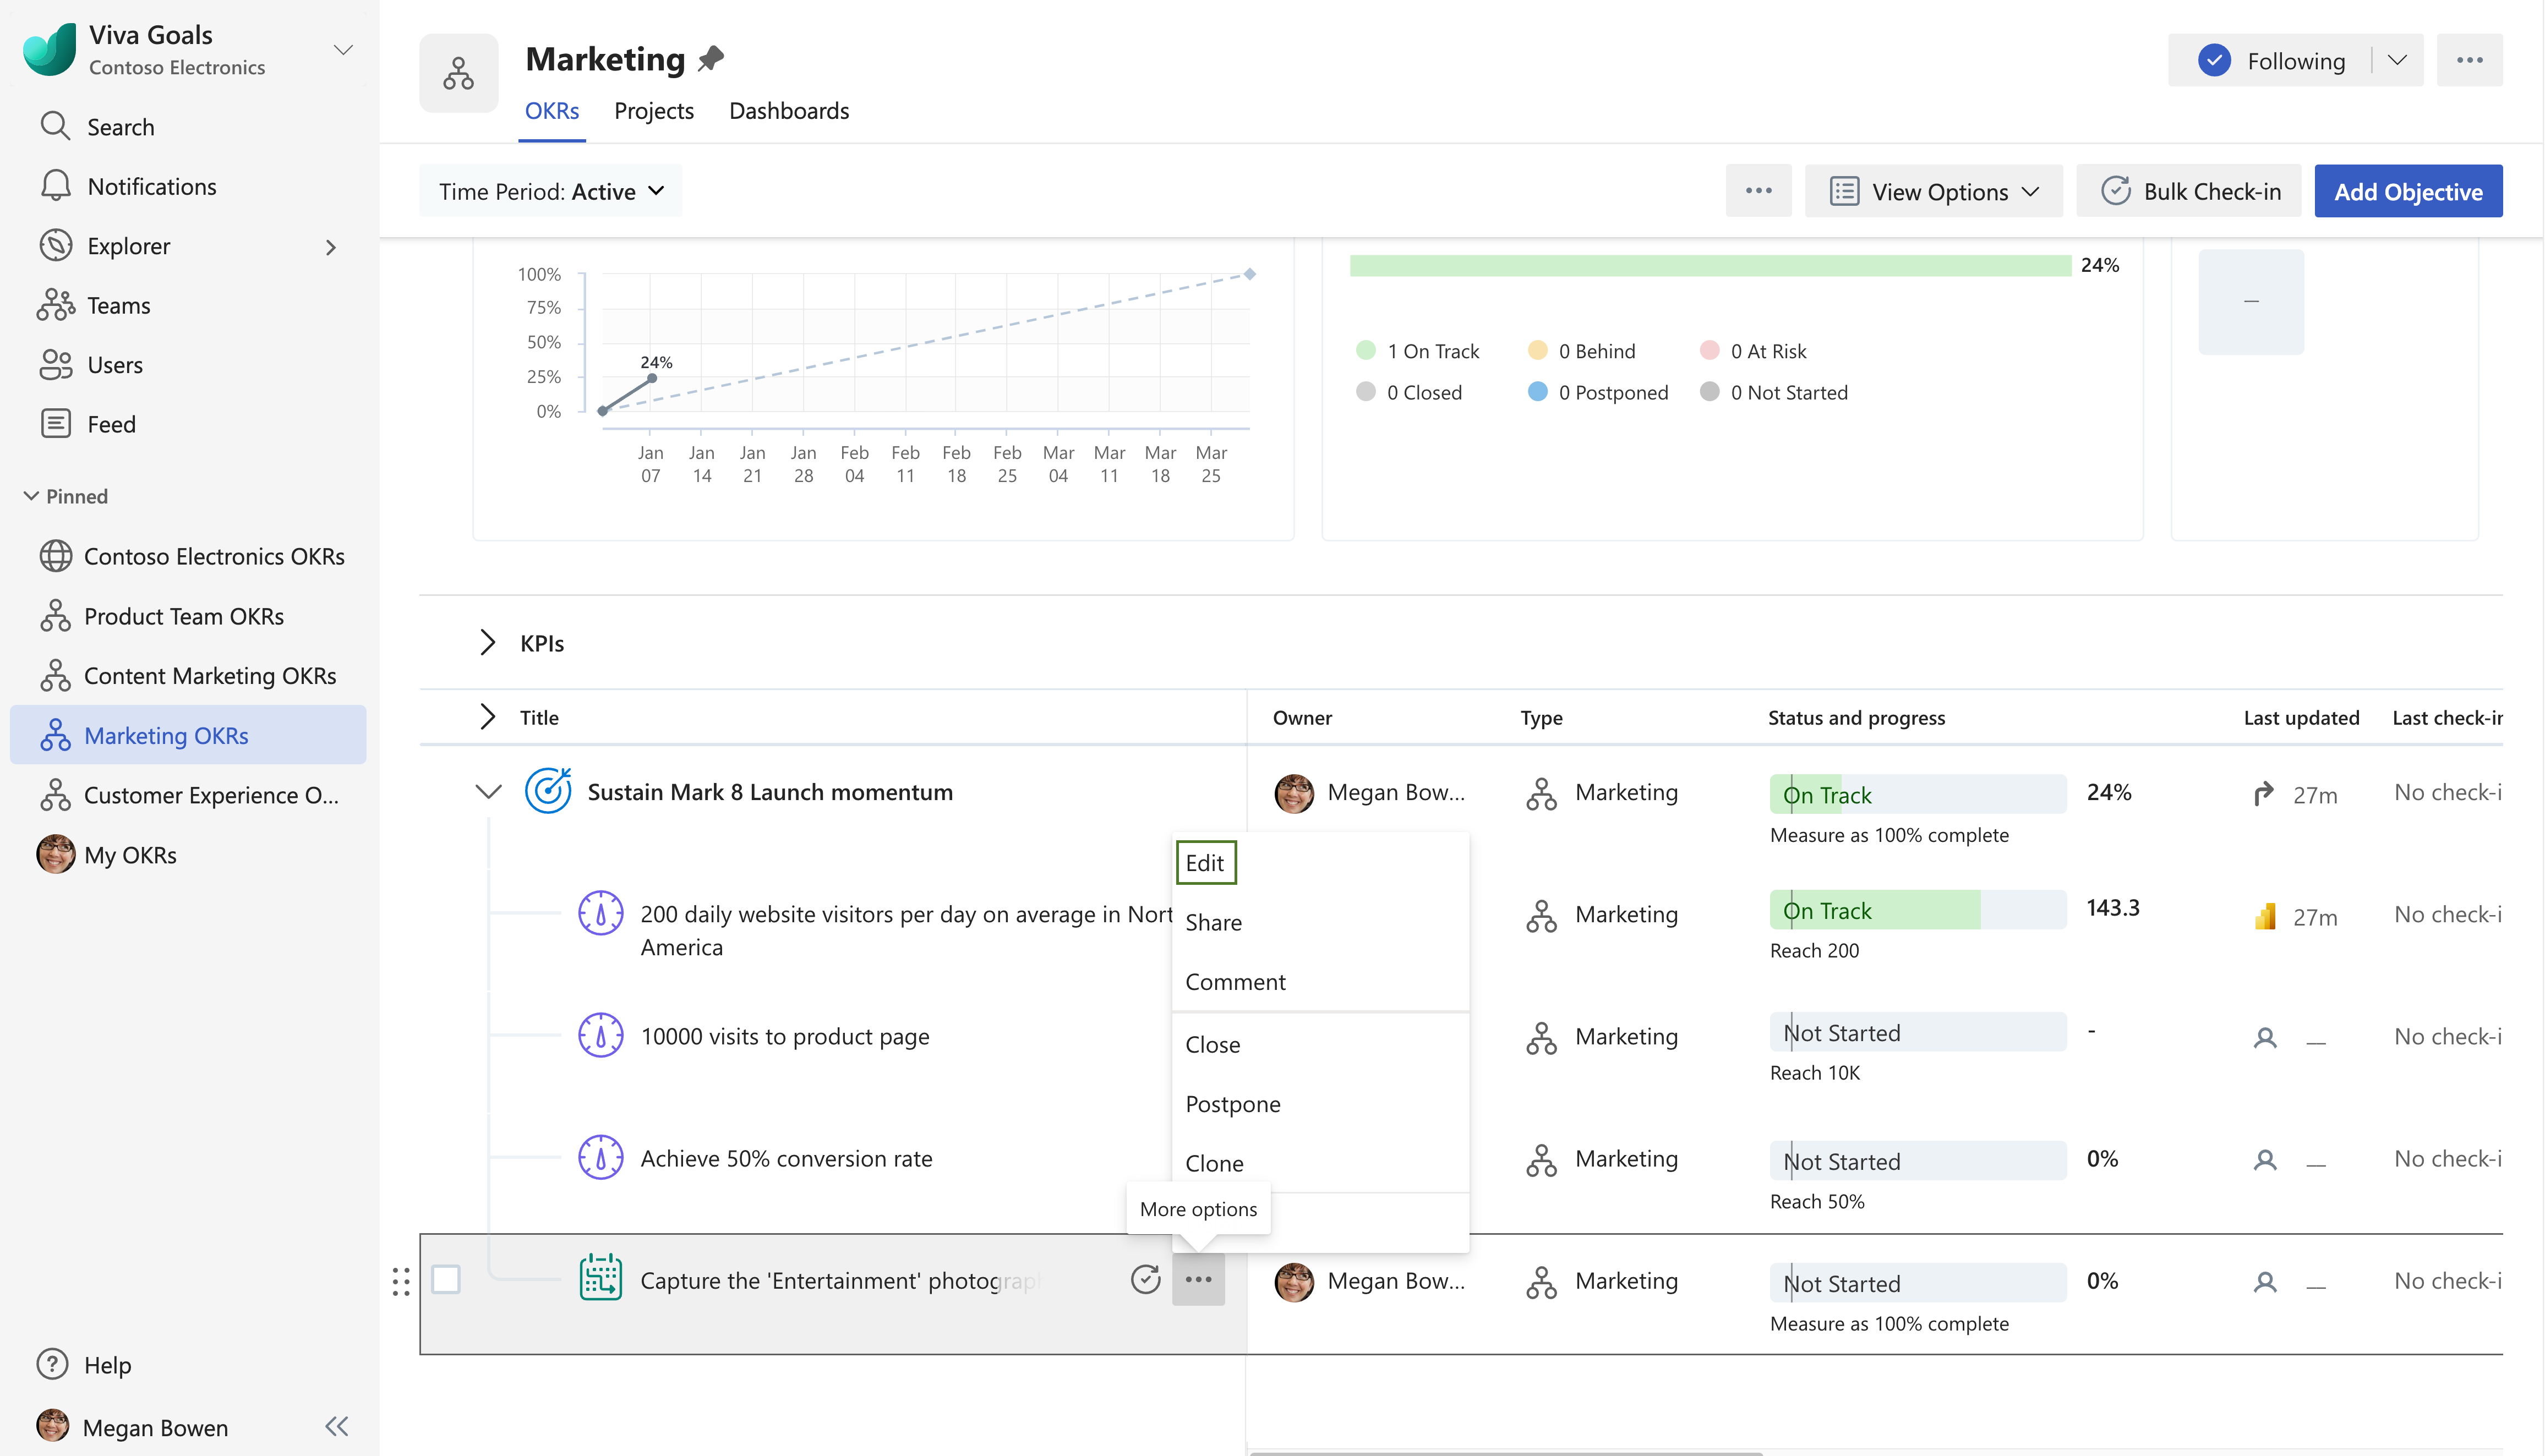 Viva Goals
Contoso Electronics
Search
Notifications
Explorer
Teams
Users
Feed
Pinned
Contoso Electronics OKRs
Product Team OKRs
Content Marketing OKRs
Marketing OKRs
Customer Experience O...
My OKRs
Help
Megan Bowen
Marketing
Following
OKRs Projects Dashboards
Time Period: Active
View Options
Bulk Check-in
Add Objective
100%
75%
50%
25%
0%
24%
Jan 07
Jan 14
Jan 21
Jan 28
Feb 04
Feb 11
Feb 18
Feb 25
Mar 04
Mar 11
Mar 18
Mar 25
24%
1 On Track 0 Behind 0 At Risk
0 Closed 0 Postponed 0 Not Started
—
KPIs
Title Owner Type Status and progress Last updated Last check-in
Sustain Mark 8 Launch momentum Megan Bow... Marketing On Track 24% 27m No check-i
Measure as 100% complete
200 daily website visitors per day on average in Nort
America
Marketing On Track 143.3 27m No check-i
Reach 200
10000 visits to product page Marketing Not Started - — No check-i
Reach 10K
Achieve 50% conversion rate Marketing Not Started 0% — No check-i
Reach 50%
Capture the 'Entertainment' photograp Megan Bow... Marketing Not Started 0% — No check-i
Measure as 100% complete
Edit
Share
Comment
Close
Postpone
Clone
More options